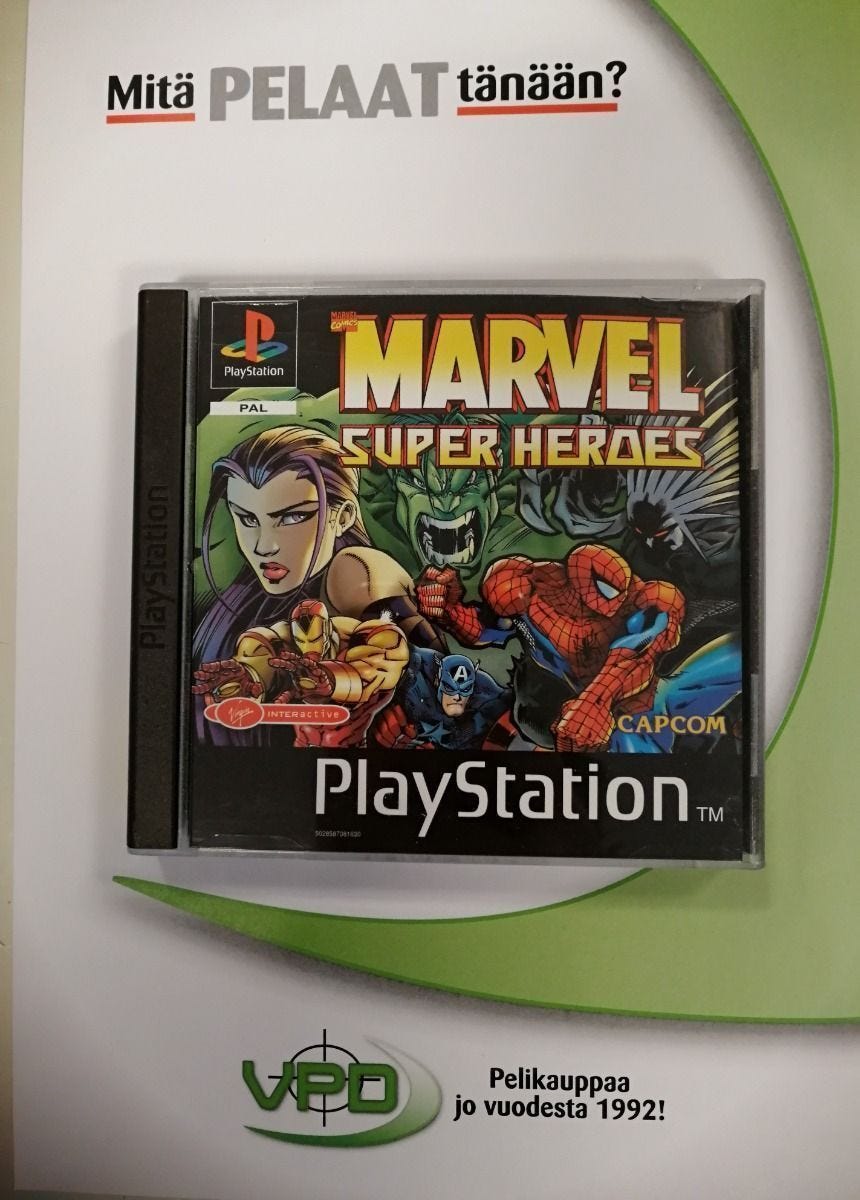 Mitä PELAAT tänään?
PlayStation
PAL
MARVEL COMICS
MARVEL
SUPER HEROES
PlayStation
A
Virgin INTERactive
CAPCOM
PlayStation TM
VPD
Pelikauppaa
jo vuodesta 1992!